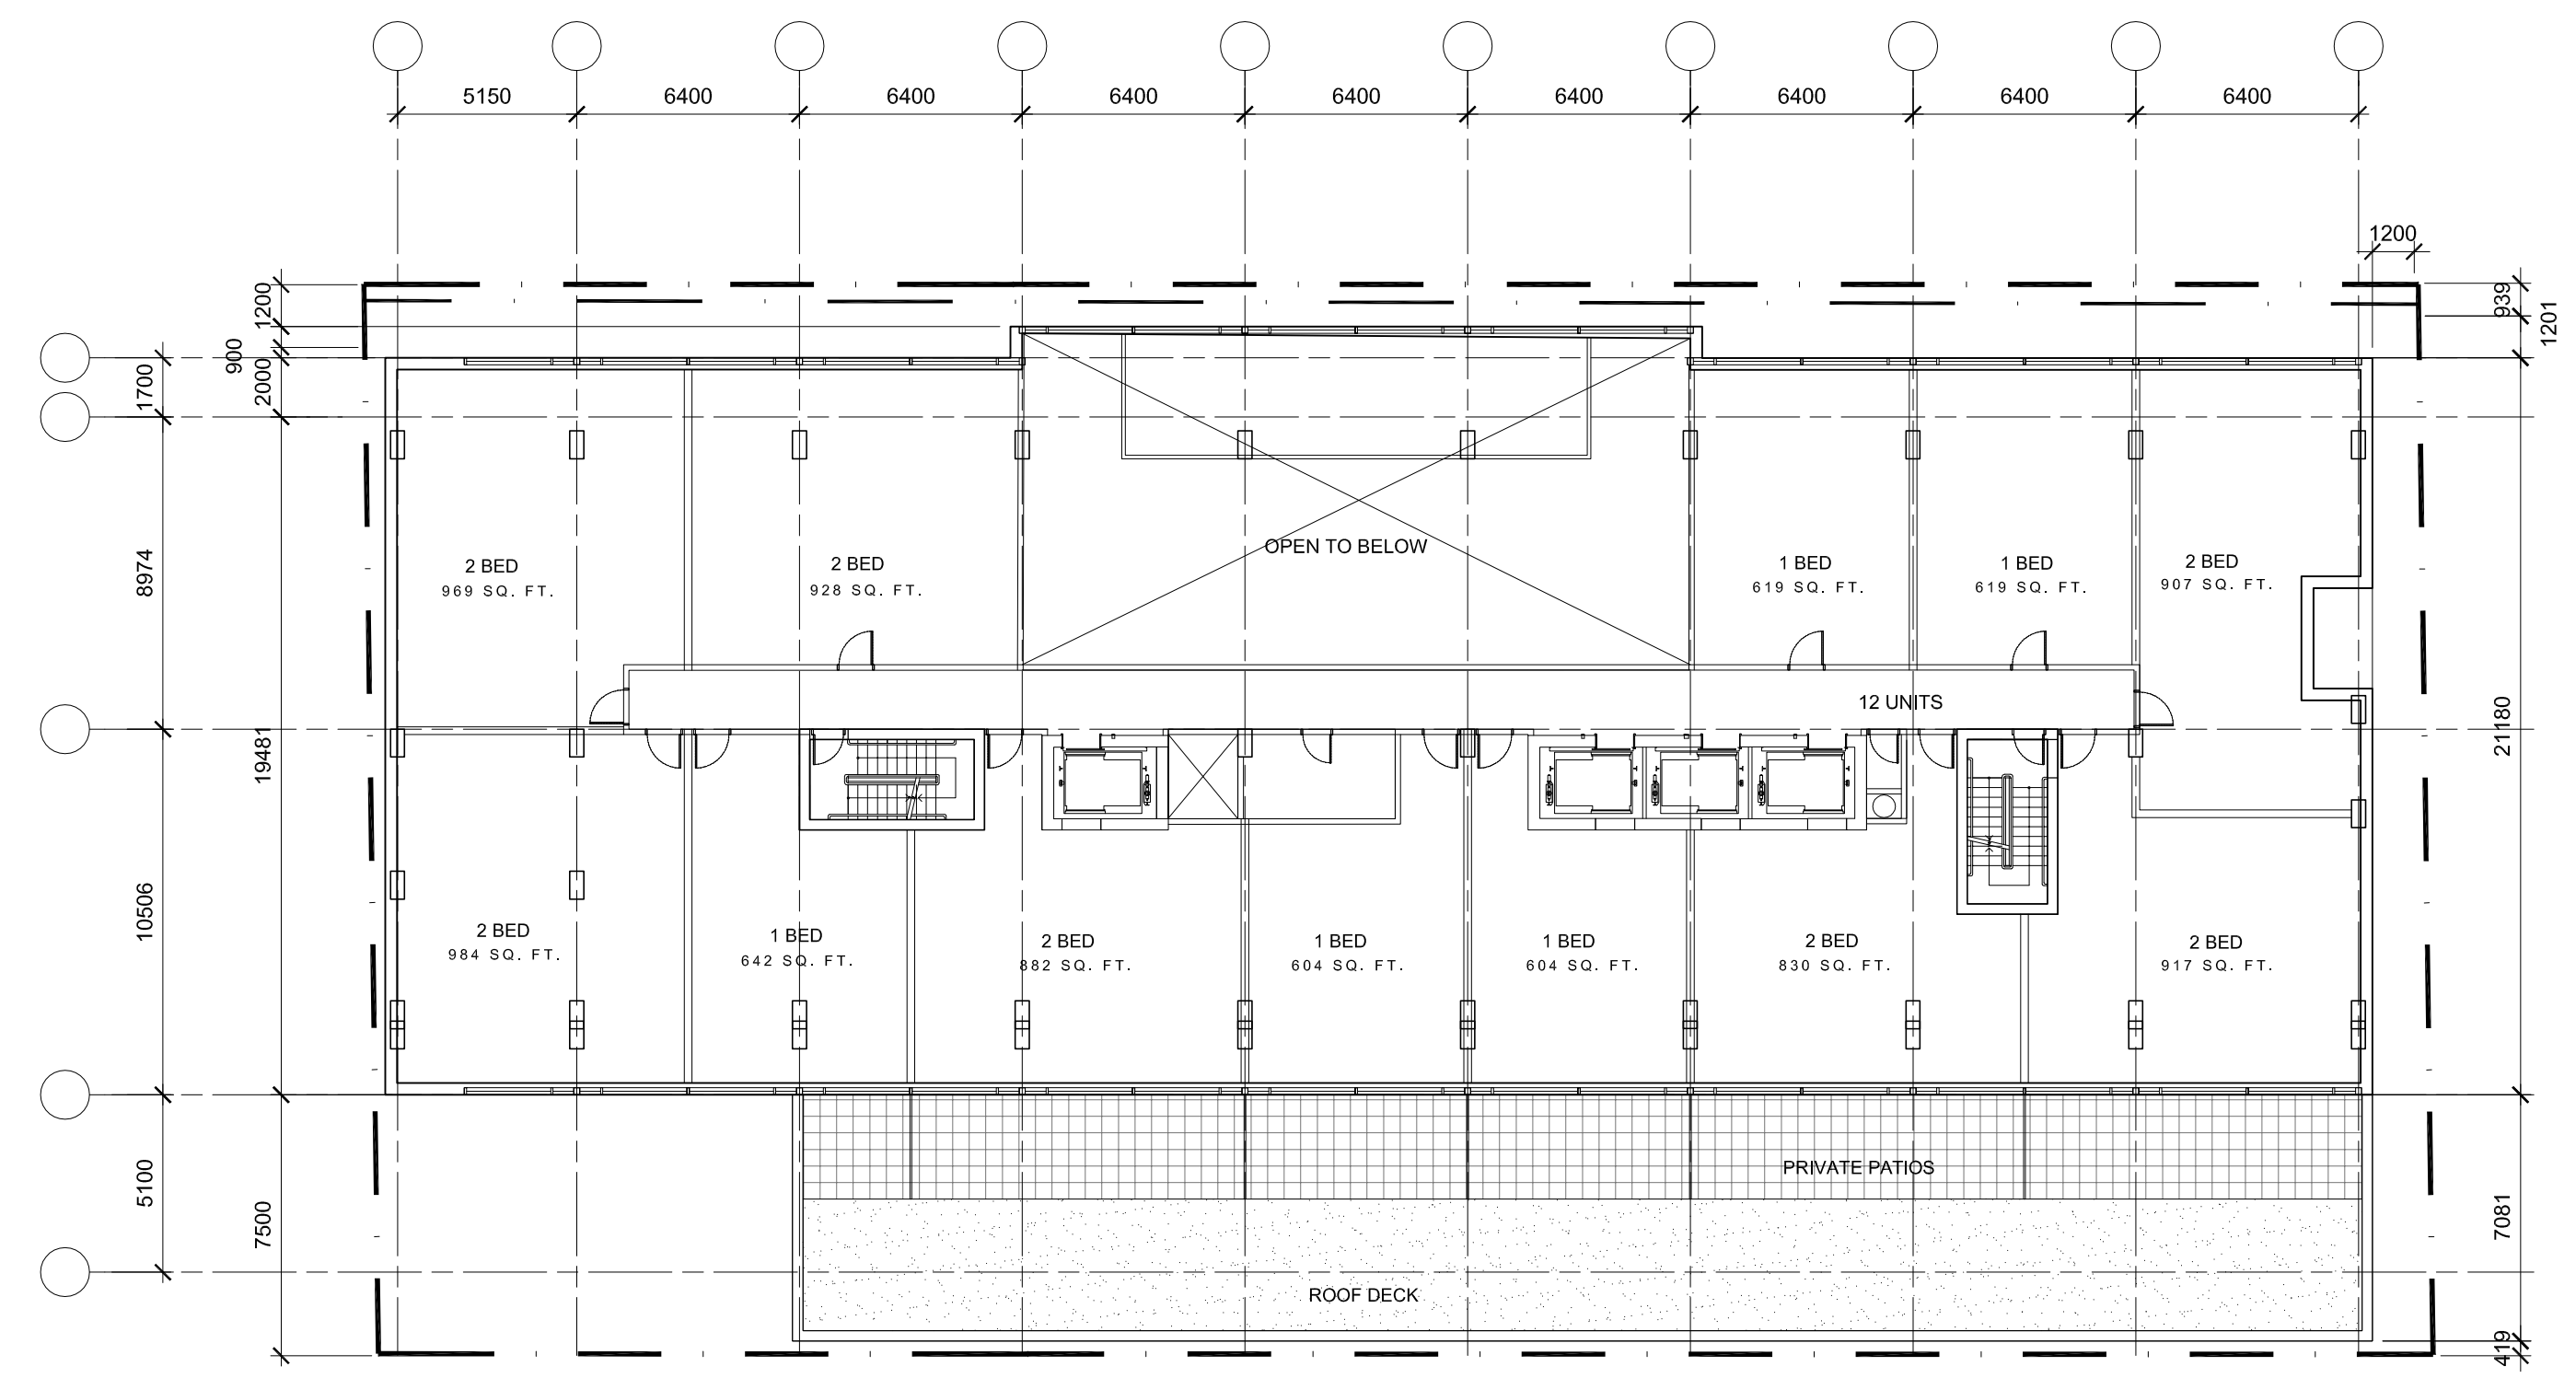 5150
6400
6400
6400
6400
6400
6400
6400
6400
1200
1200
939
1201
900
2000
1700
8974
19481
10506
5100
7500
21180
7081
419
2 BED
969 SQ. FT.
2 BED
928 SQ. FT.
OPEN TO BELOW
1 BED
619 SQ. FT.
1 BED
619 SQ. FT.
2 BED
907 SQ. FT.
12 UNITS
2 BED
984 SQ. FT.
1 BED
642 SQ. FT.
2 BED
882 SQ. FT.
1 BED
604 SQ. FT.
1 BED
604 SQ. FT.
2 BED
830 SQ. FT.
2 BED
917 SQ. FT.
PRIVATE PATIOS
ROOF DECK